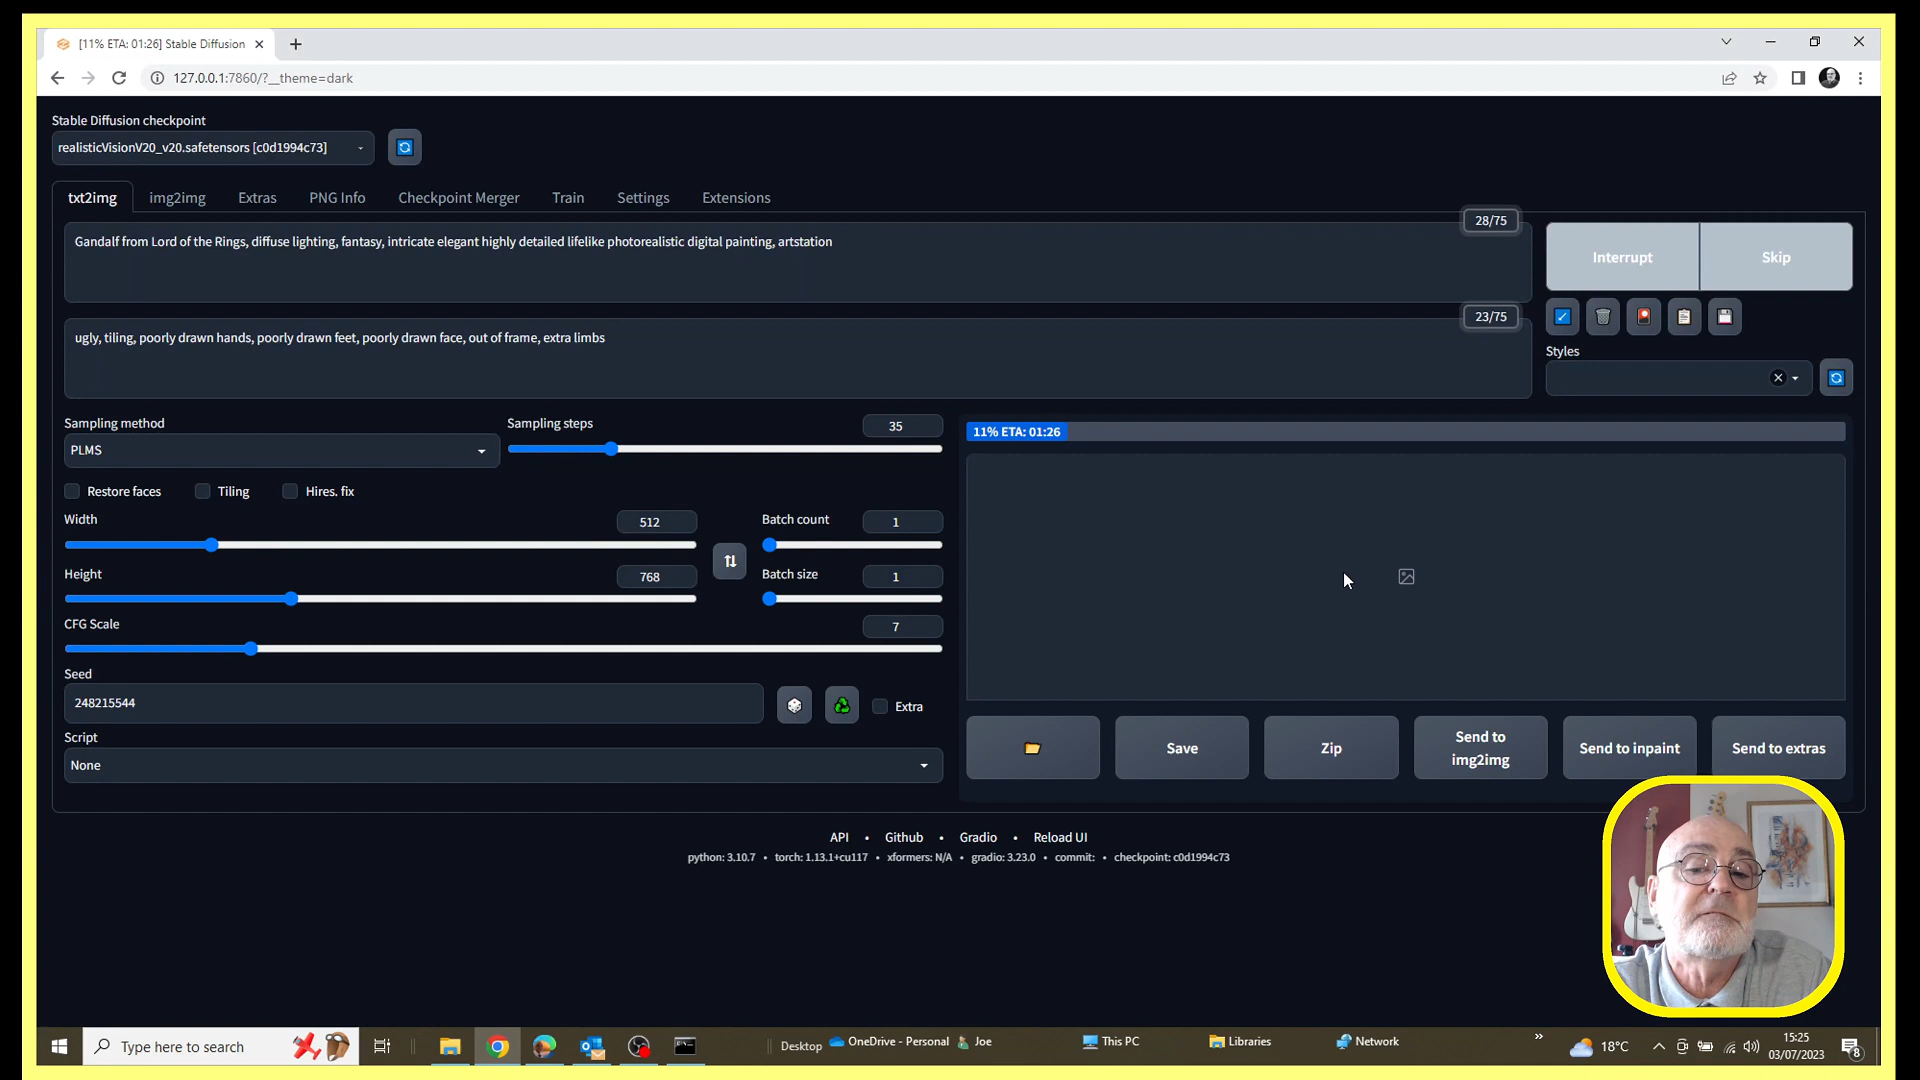 [11% ETA: 01:26] Stable Diffusion
127.0.0.1:7860/?__theme=dark
Stable Diffusion checkpoint
realisticVisionV20_v20.safetensors [c0d1994c73]
txt2img img2img Extras PNG Info Checkpoint Merger Train Settings Extensions
28/75
Gandalf from Lord of the Rings, diffuse lighting, fantasy, intricate elegant highly detailed lifelike photorealistic digital painting, artstation
Interrupt Skip
23/75
ugly, tiling, poorly drawn hands, poorly drawn feet, poorly drawn face, out of frame, extra limbs
Styles
Sampling method
PLMS
Sampling steps
35
11% ETA: 01:26
Restore faces Tiling Hires. fix
Width
512
Batch count
1
Height
768
Batch size
1
CFG Scale
7
Seed
248215544
Extra
Script
None
Save
Zip
Send to
img2img
Send to inpaint
Send to extras
API • Github • Gradio • Reload UI
python: 3.10.7 • torch: 1.13.1+cu117 • xformers: N/A • gradio: 3.23.0 • commit: • checkpoint: c0d1994c73
Type here to search
Desktop
OneDrive - Personal
Joe
This PC
Libraries
Network
»
18°C
15:25
03/07/2023
8